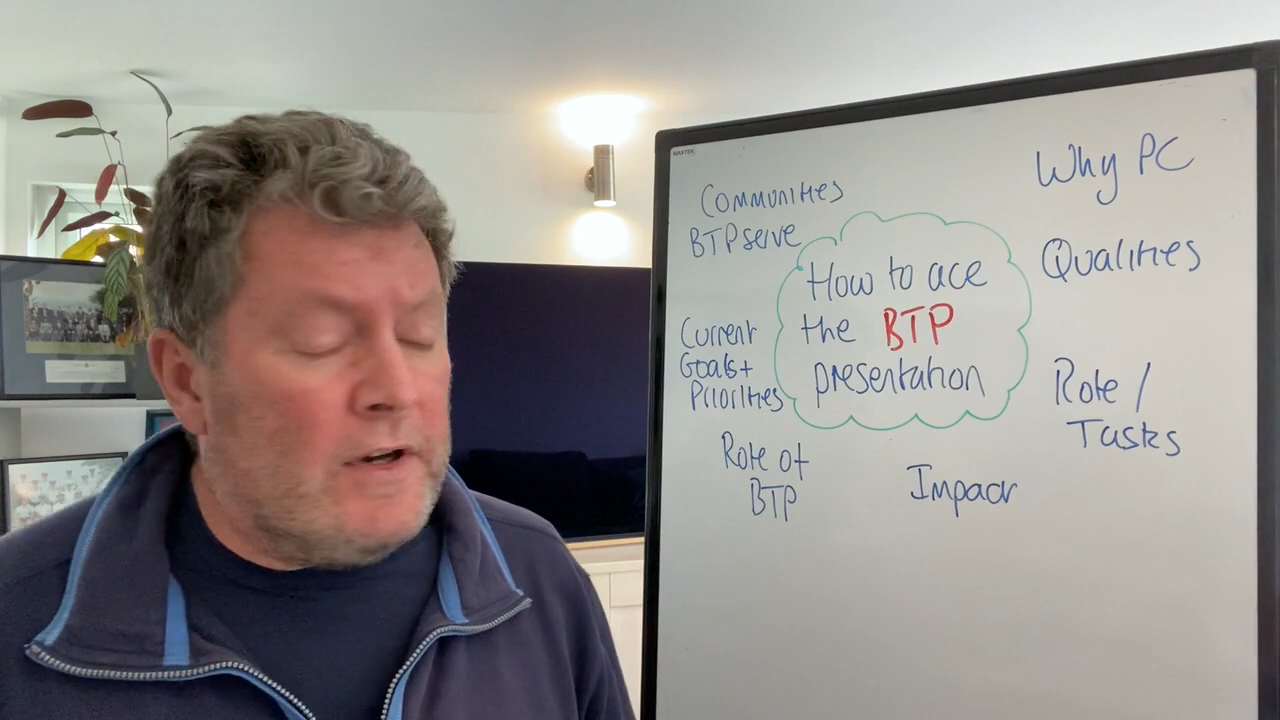 MAXTEK
Communities
BTP serve
Current
Goals +
Priorities
Role of
BTP
How to ace
the BTP
presentation
Impact
Why PC
Qualities
Role /
Tasks